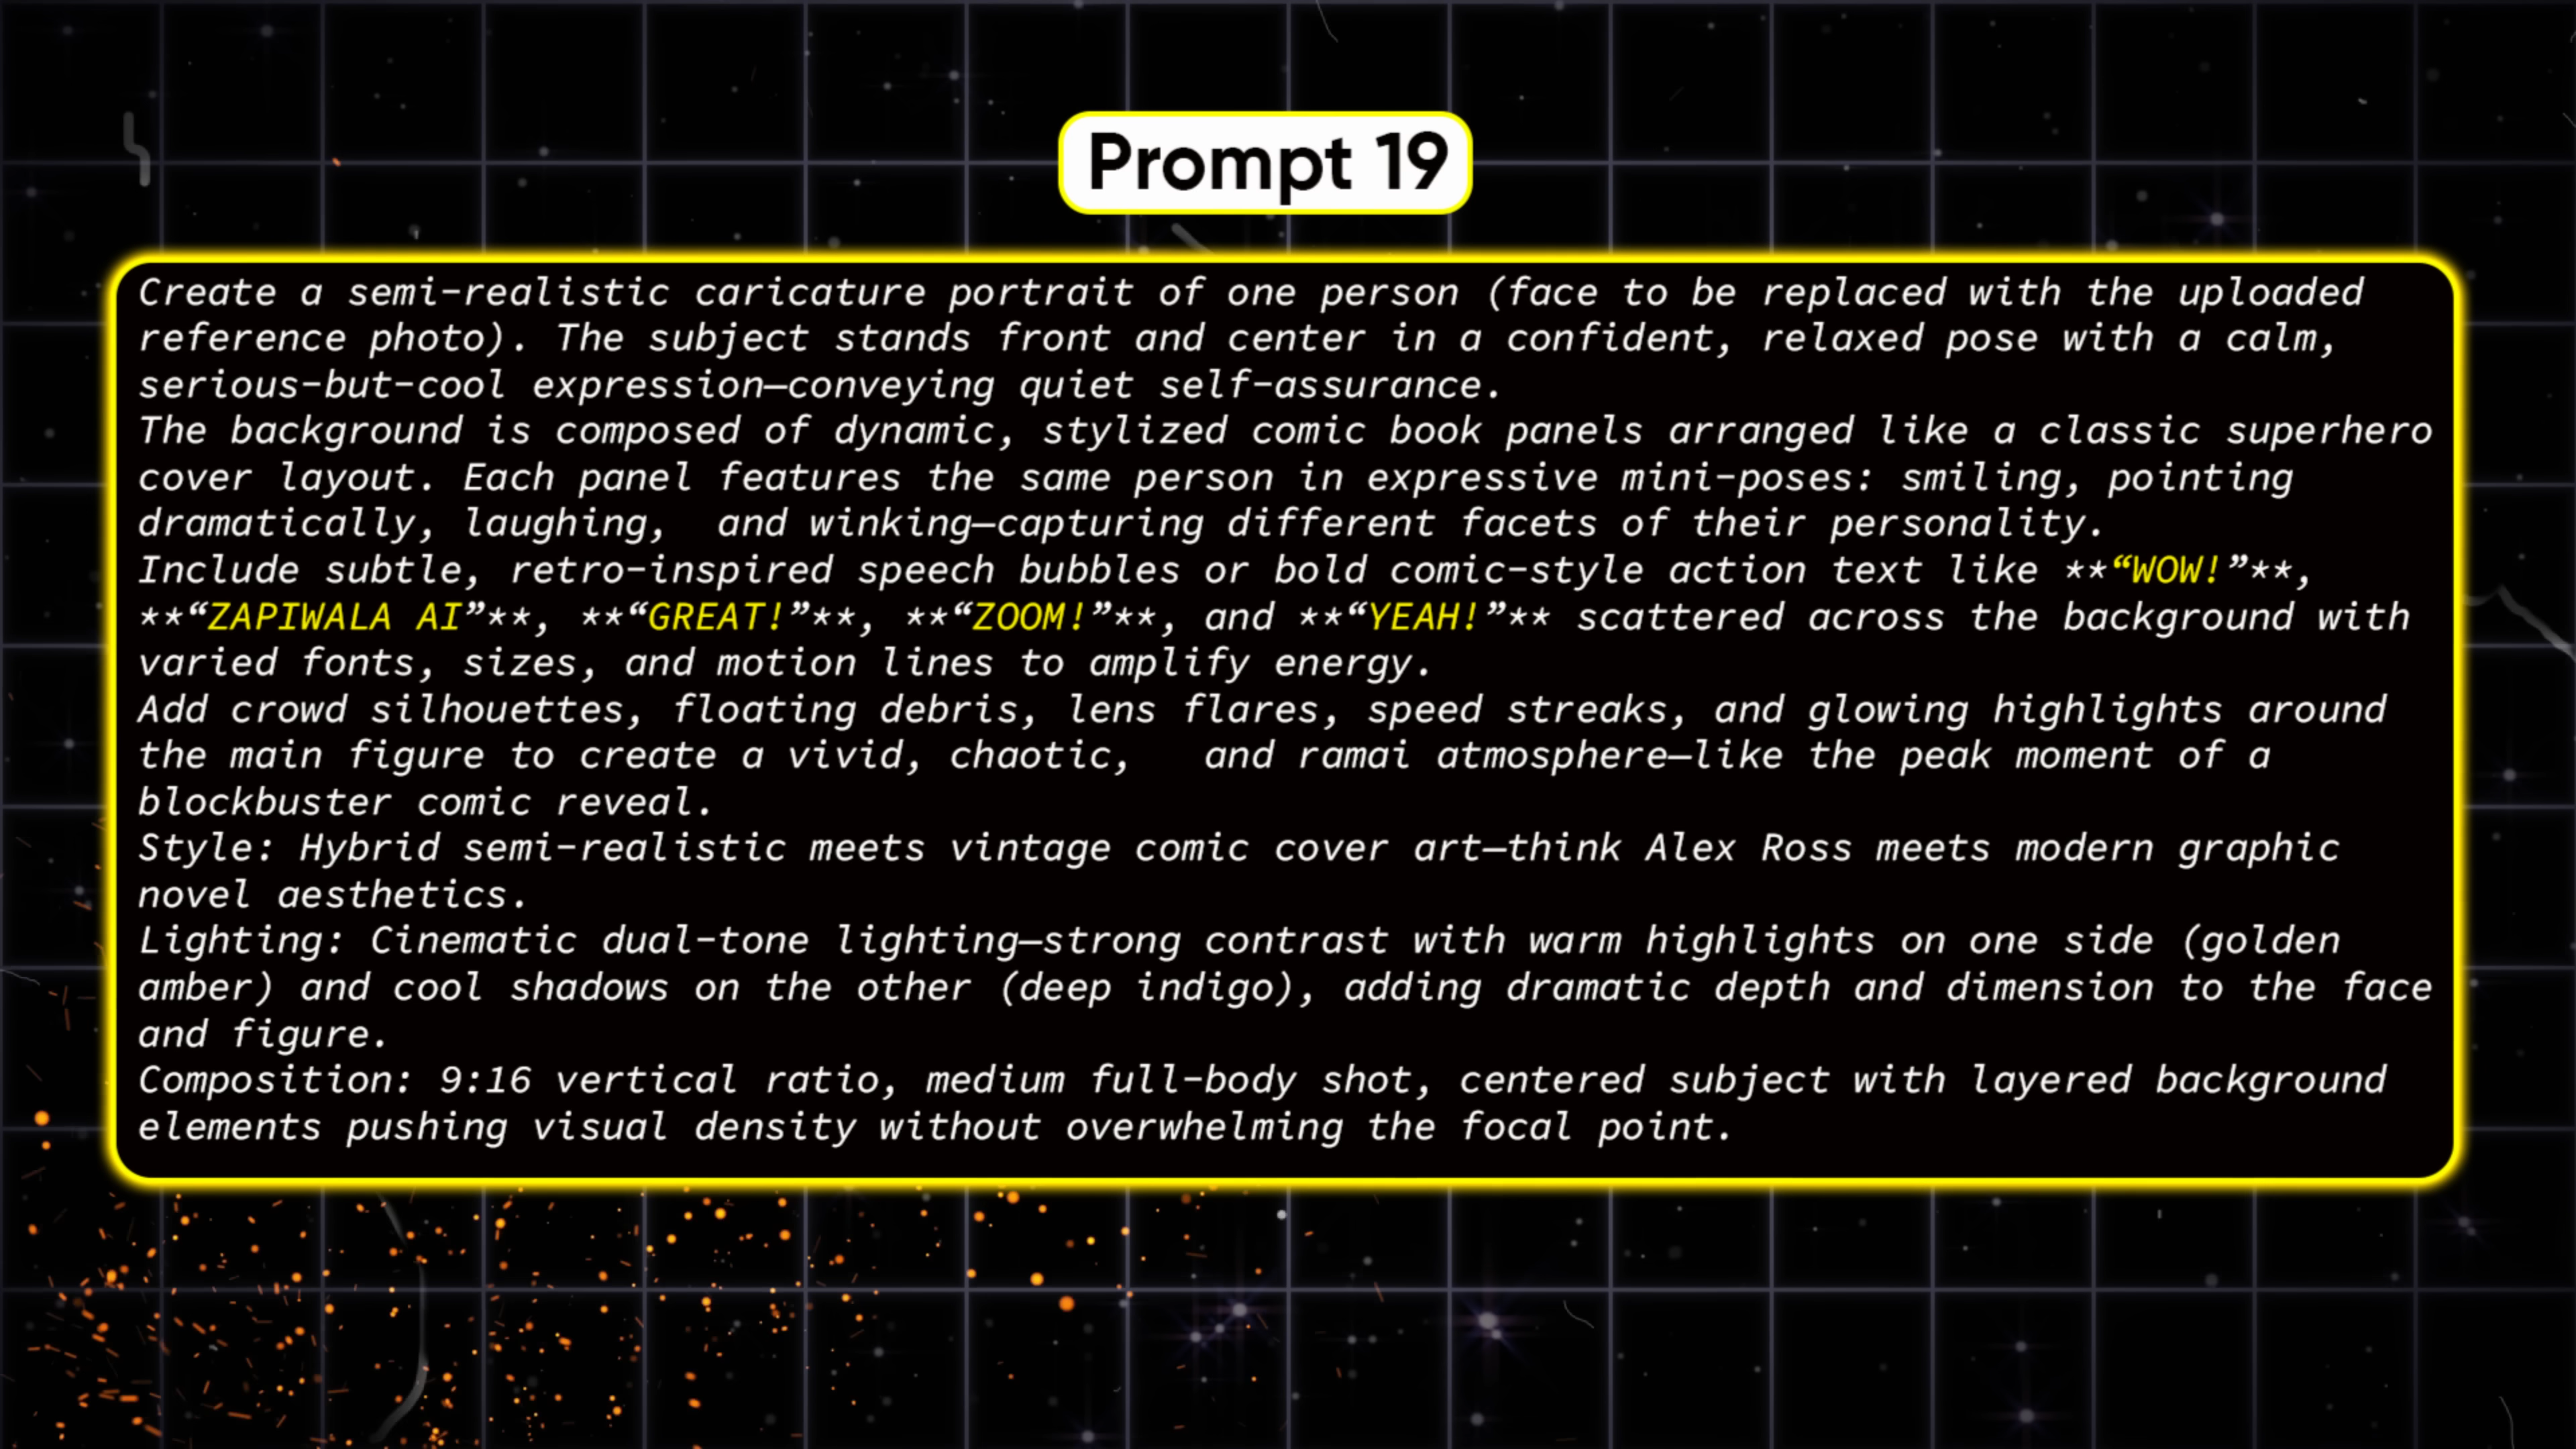 Prompt 19
Create a semi-realistic caricature portrait of one person (face to be replaced with the uploaded
reference photo). The subject stands front and center in a confident, relaxed pose with a calm,
serious-but-cool expression—conveying quiet self-assurance.
The background is composed of dynamic, stylized comic book panels arranged like a classic superhero
cover layout. Each panel features the same person in expressive mini-poses: smiling, pointing
dramatically, laughing,  and winking—capturing different facets of their personality.
Include subtle, retro-inspired speech bubbles or bold comic-style action text like **“WOW!”**,
**“ZAPIWALA AI”**, **“GREAT!”**, **“ZOOM!”**, and **“YEAH!”** scattered across the background with
varied fonts, sizes, and motion lines to amplify energy.
Add crowd silhouettes, floating debris, lens flares, speed streaks, and glowing highlights around
the main figure to create a vivid, chaotic,   and ramai atmosphere—like the peak moment of a
blockbuster comic reveal.
Style: Hybrid semi-realistic meets vintage comic cover art—think Alex Ross meets modern graphic
novel aesthetics.
Lighting: Cinematic dual-tone lighting—strong contrast with warm highlights on one side (golden
amber) and cool shadows on the other (deep indigo), adding dramatic depth and dimension to the face
and figure.
Composition: 9:16 vertical ratio, medium full-body shot, centered subject with layered background
elements pushing visual density without overwhelming the focal point.